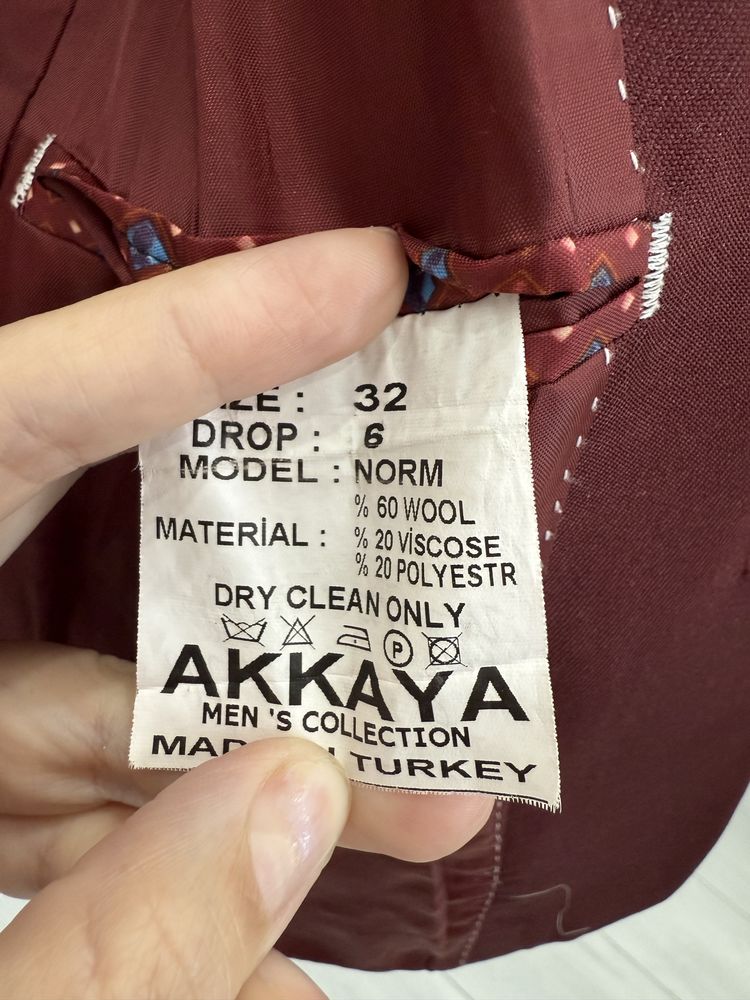 : 32
DROP : 6
MODEL : NORM
% 60 WOOL
MATERİAL : % 20 VİSCOSE
% 20 POLYESTR
DRY CLEAN ONLY
P
AKKAYA
MEN 'S COLLECTION
TURKEY